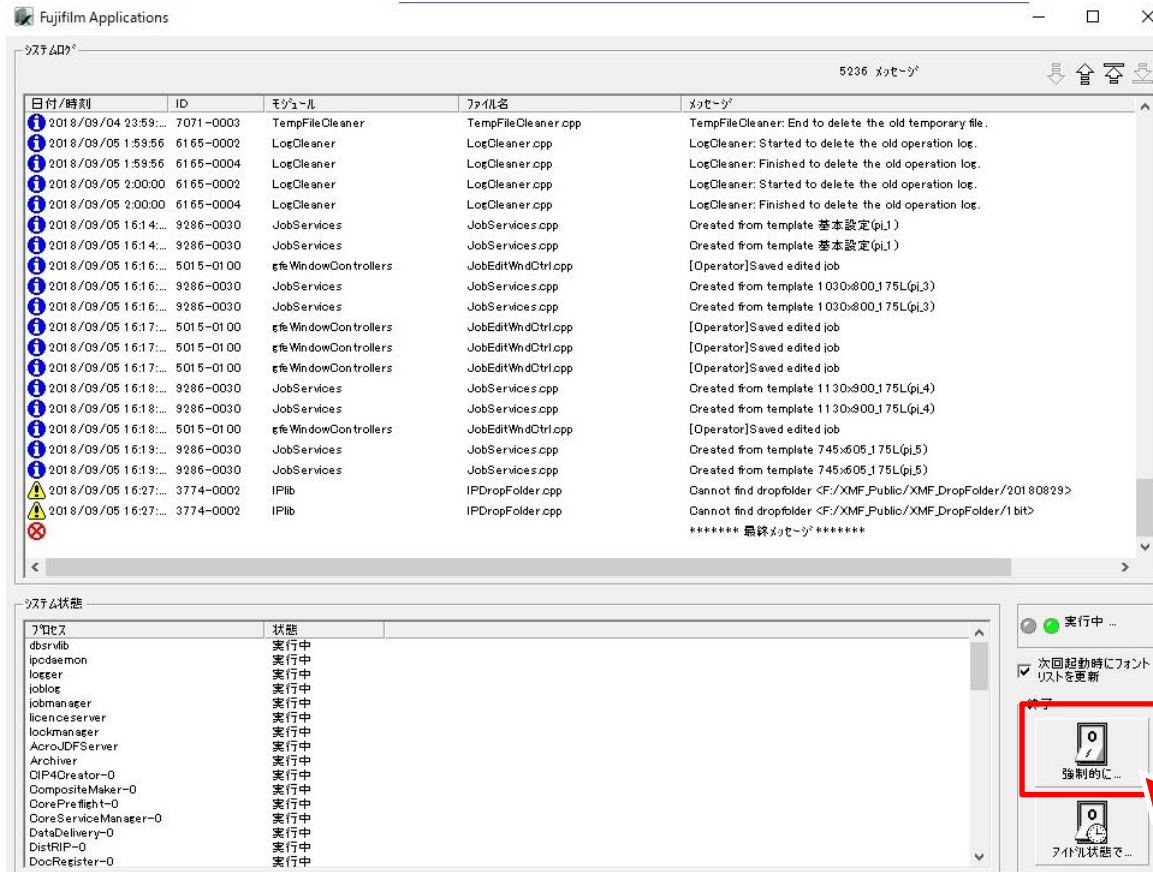 Fujifilm Applications
システムログ
5236 メッセージ
日付/時刻 ID モジュール ファイル名 メッセージ
2018/09/04 23:59:... 7071-0003 TempFileCleaner TempFileCleaner.cpp TempFileCleaner: End to delete the old temporary file.
2018/09/05 1:59:56 6165-0002 LogCleaner LogCleaner.cpp LogCleaner: Started to delete the old operation log.
2018/09/05 1:59:56 6165-0004 LogCleaner LogCleaner.cpp LogCleaner: Finished to delete the old operation log.
2018/09/05 2:00:00 6165-0002 LogCleaner LogCleaner.cpp LogCleaner: Started to delete the old operation log.
2018/09/05 2:00:00 6165-0004 LogCleaner LogCleaner.cpp LogCleaner: Finished to delete the old operation log.
2018/09/05 16:14:... 9286-0030 JobServices JobServices.cpp Created from template 基本設定(pj_1)
2018/09/05 16:14:... 9286-0030 JobServices JobServices.cpp Created from template 基本設定(pj_1)
2018/09/05 16:16:... 5015-0100 gfeWindowControllers JobEditWndCtrl.cpp [Operator]Saved edited job
2018/09/05 16:16:... 9286-0030 JobServices JobServices.cpp Created from template 1030x800_175L(pj_3)
2018/09/05 16:16:... 9286-0030 JobServices JobServices.cpp Created from template 1030x800_175L(pj_3)
2018/09/05 16:17:... 5015-0100 gfeWindowControllers JobEditWndCtrl.cpp [Operator]Saved edited job
2018/09/05 16:17:... 5015-0100 gfeWindowControllers JobEditWndCtrl.cpp [Operator]Saved edited job
2018/09/05 16:17:... 5015-0100 gfeWindowControllers JobEditWndCtrl.cpp [Operator]Saved edited job
2018/09/05 16:18:... 9286-0030 JobServices JobServices.cpp Created from template 1130x900_175L(pj_4)
2018/09/05 16:18:... 9286-0030 JobServices JobServices.cpp Created from template 1130x900_175L(pj_4)
2018/09/05 16:18:... 5015-0100 gfeWindowControllers JobEditWndCtrl.cpp [Operator]Saved edited job
2018/09/05 16:19:... 9286-0030 JobServices JobServices.cpp Created from template 745x605_175L(pj_5)
2018/09/05 16:19:... 9286-0030 JobServices JobServices.cpp Created from template 745x605_175L(pj_5)
2018/09/05 16:27:... 3774-0002 IPlib IPDropFolder.cpp Cannot find dropfolder <F:/XMF_Public/XMF_DropFolder/20180829>
2018/09/05 16:27:... 3774-0002 IPlib IPDropFolder.cpp Cannot find dropfolder <F:/XMF_Public/XMF_DropFolder/1bit>
******* 最終メッセージ *******
システム状態
プロセス 状態
dbsrvlib 実行中
ipcdaemon 実行中
logger 実行中
joblog 実行中
jobmanager 実行中
licenceserver 実行中
lockmanager 実行中
AcroJDFServer 実行中
Archiver 実行中
CIP4Creator-0 実行中
CompositeMaker-0 実行中
CorePreflight-0 実行中
CoreServiceManager-0 実行中
DataDelivery-0 実行中
DistRIP-0 実行中
DocRegister-0 実行中
実行中 ...
次回起動時にフォント
リストを更新
終了
強制的に...
アイドル状態で...